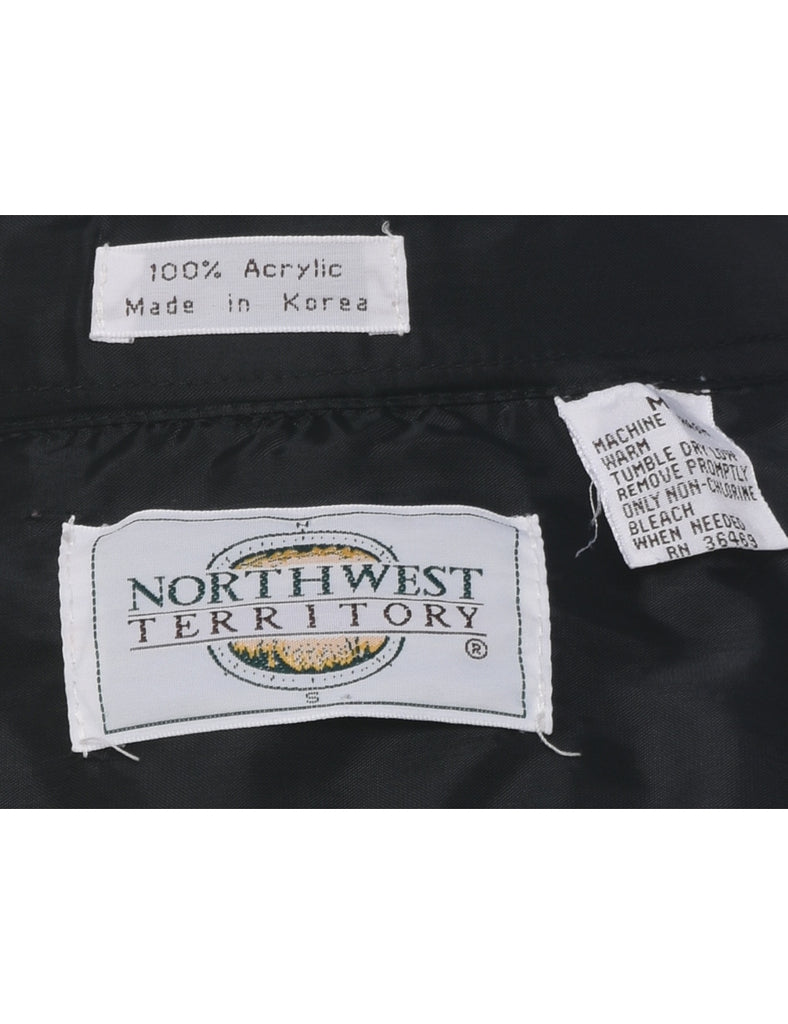 100% Acrylic
Made in Korea
M
MACHINE
WARM
TUMBLE DRY LOW
REMOVE PROMPTLY
ONLY NON-CHLORINE
BLEACH
WHEN NEEDED
RN 36469
N
NORTHWEST
TERRITORY
®
S